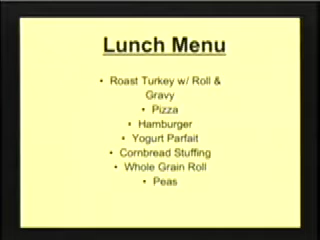 Lunch Menu
• Roast Turkey w/ Roll &
Gravy
• Pizza
• Hamburger
• Yogurt Parfait
• Cornbread Stuffing
• Whole Grain Roll
• Peas